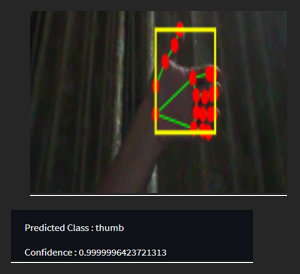 Predicted Class : thumb
Confidence : 0.9999996423721313